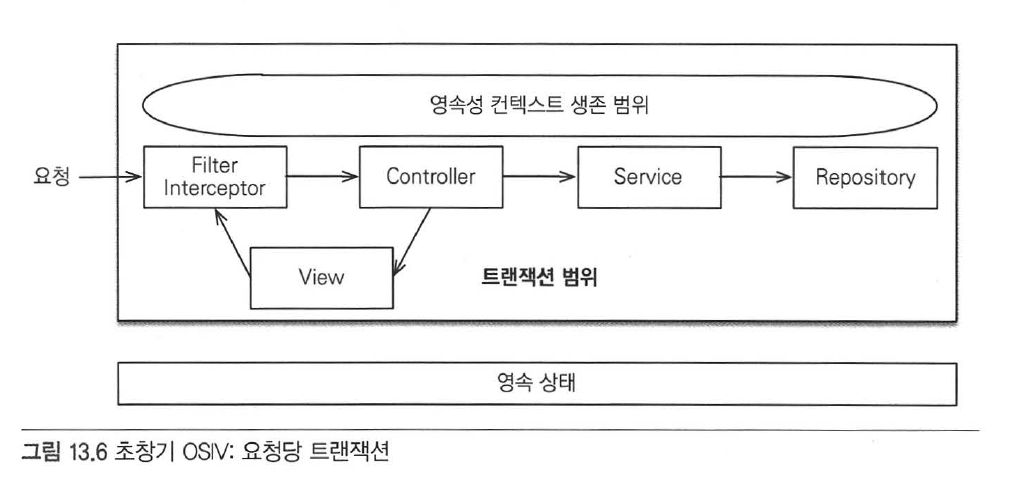 영속성 컨텍스트 생존 범위
요청
Filter
Interceptor
Controller
Service
Repository
View
트랜잭션 범위
영속 상태
그림 13.6 초창기 OSIV: 요청당 트랜잭션